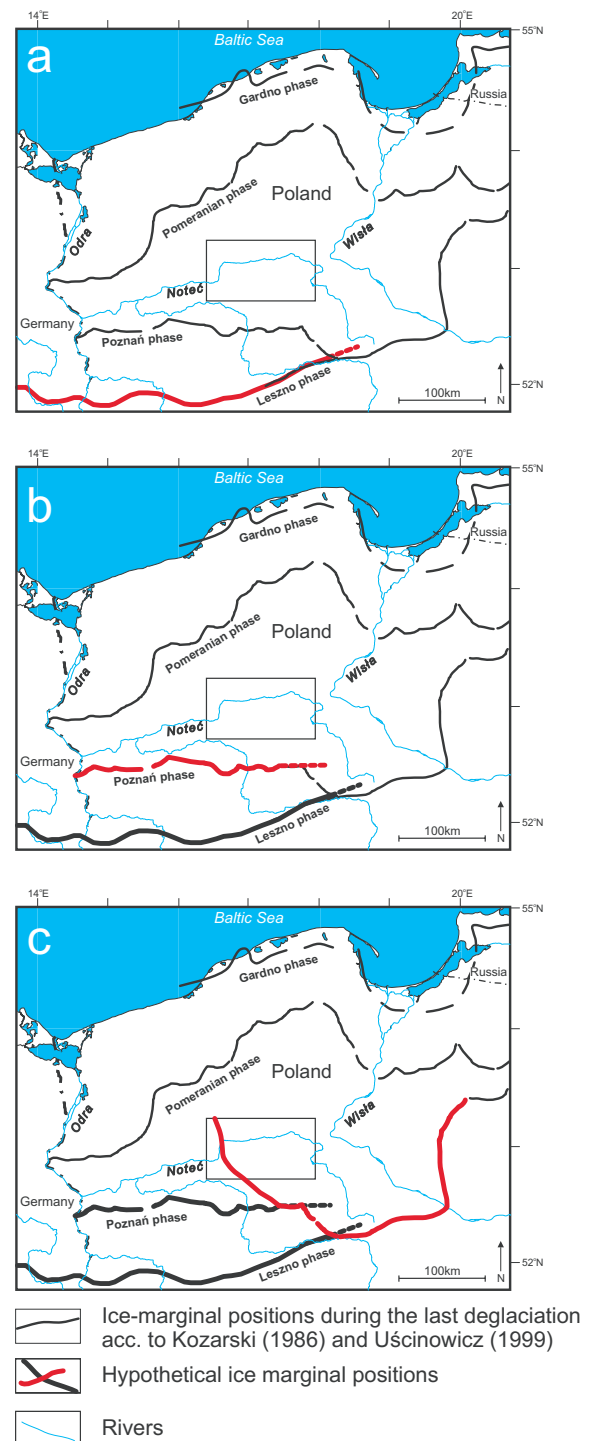 14°E
20°E
a
Baltic Sea
55°N
Gardno phase
Russia
Pomeranian phase
Poland
Odra
Wisła
Noteć
Germany
Poznań phase
Leszno phase
100km
N
52°N
14°E
20°E
b
Baltic Sea
55°N
Gardno phase
Russia
Pomeranian phase
Poland
Odra
Wisła
Noteć
Germany
Poznań phase
Leszno phase
100km
N
52°N
14°E
20°E
c
Baltic Sea
55°N
Gardno phase
Russia
Pomeranian phase
Poland
Odra
Wisła
Noteć
Germany
Poznań phase
Leszno phase
100km
N
52°N
Ice-marginal positions during the last deglaciation
acc. to Kozarski (1986) and Uścinowicz (1999)
Hypothetical ice marginal positions
Rivers